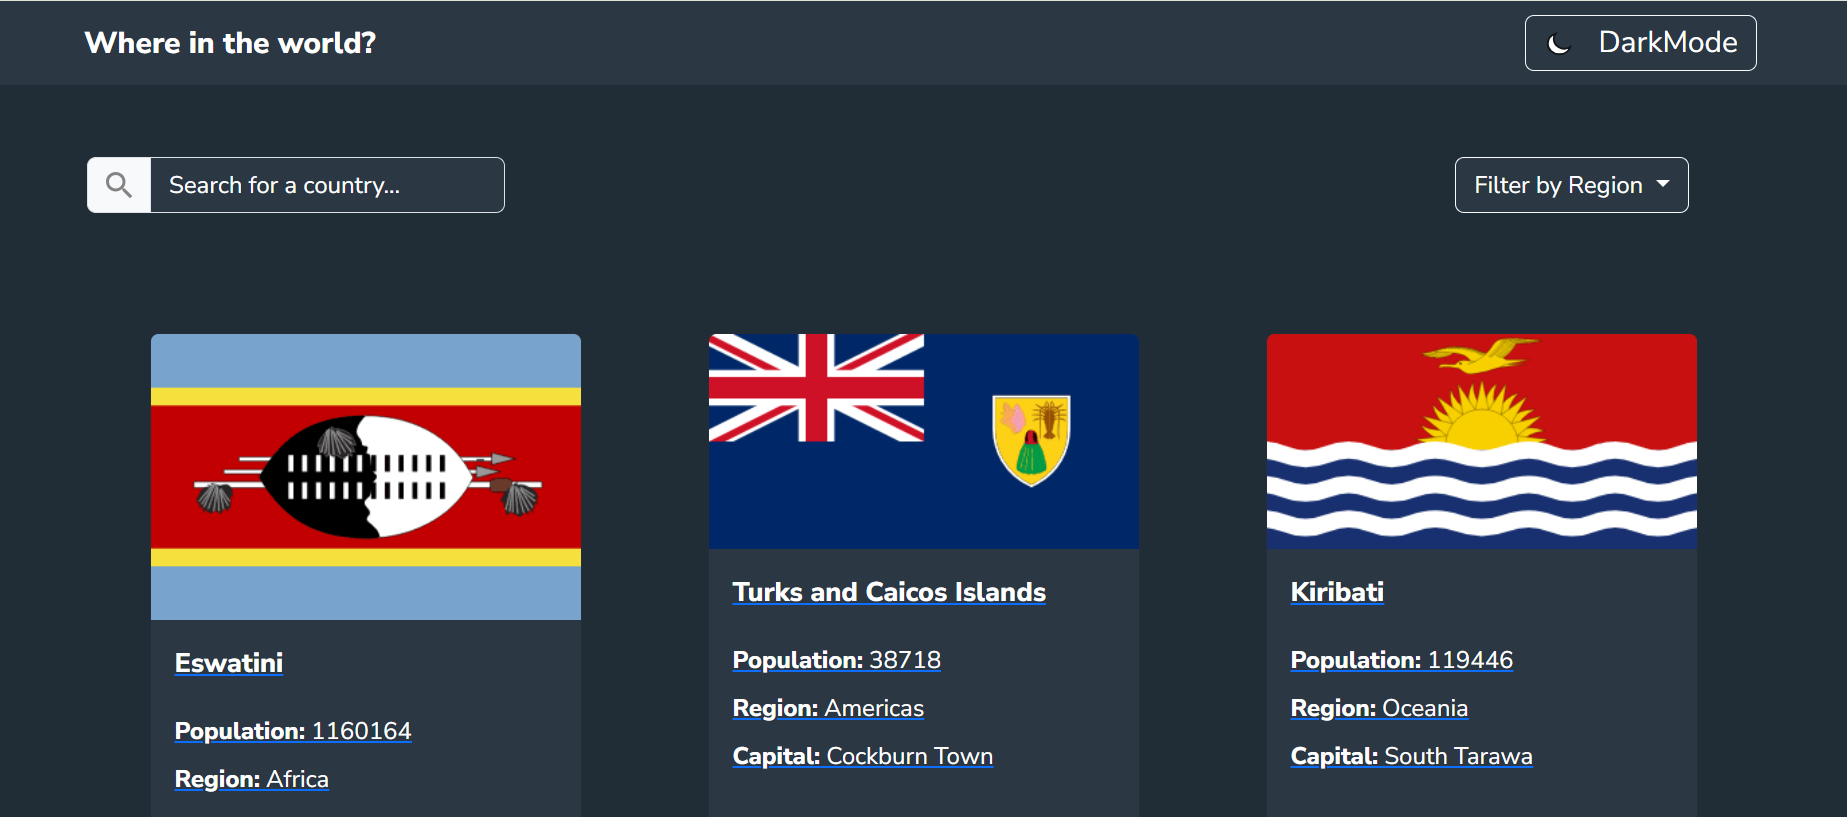 Where in the world?
DarkMode
Search for a country...
Filter by Region
Eswatini
Population: 1160164
Region: Africa
Turks and Caicos Islands
Population: 38718
Region: Americas
Capital: Cockburn Town
Kiribati
Population: 119446
Region: Oceania
Capital: South Tarawa